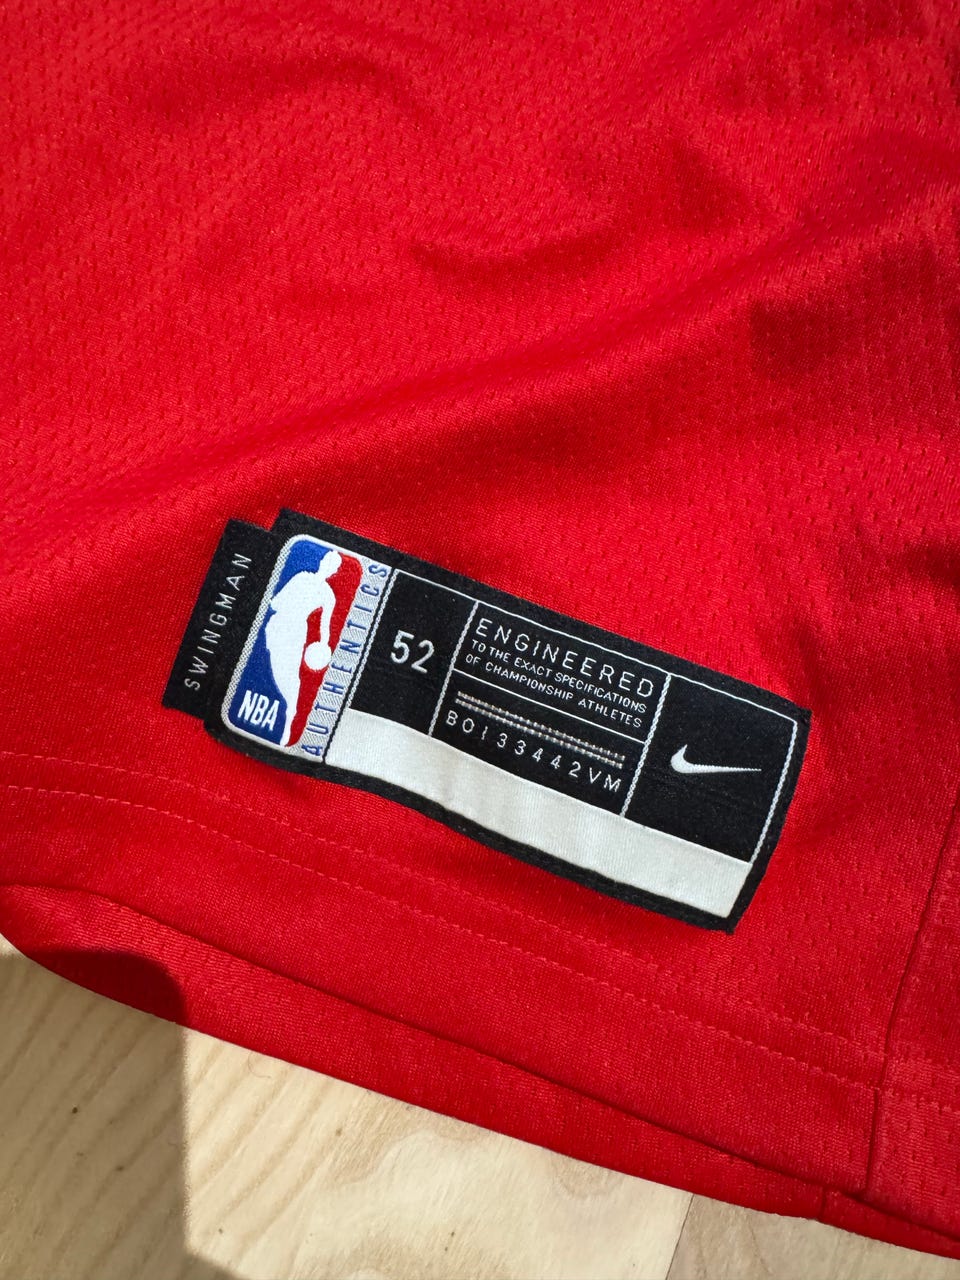 SWINGMAN
NBA
AUTHENTICS
52
ENGINEERED
TO THE EXACT SPECIFICATIONS
OF CHAMPIONSHIP ATHLETES
BO133442VM